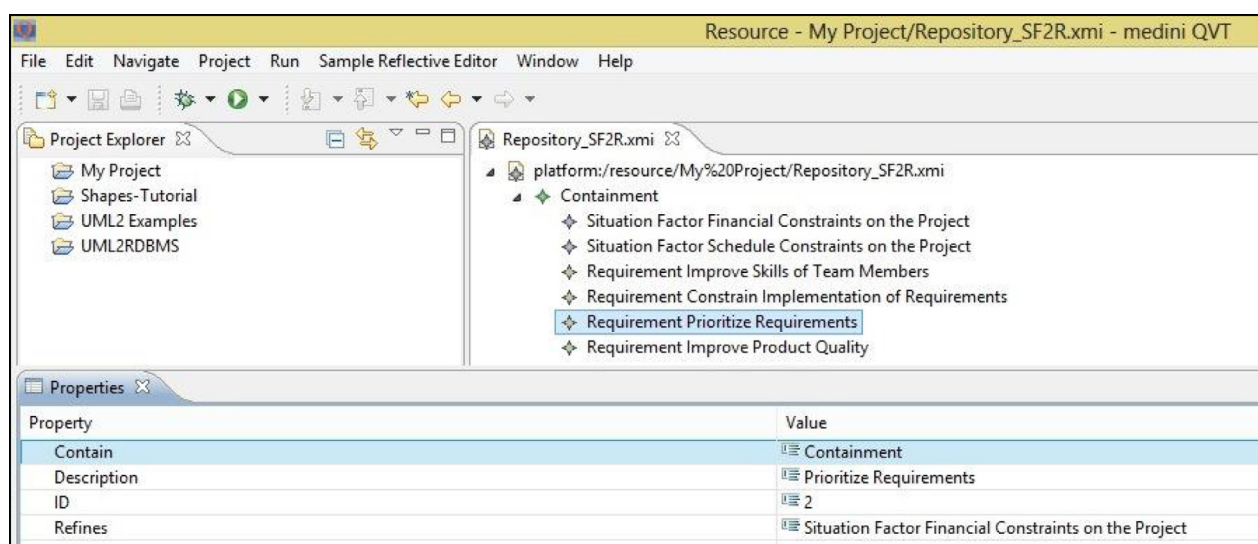 Resource - My Project/Repository_SF2R.xmi - medini QVT
File Edit Navigate Project Run Sample Reflective Editor Window Help
Project Explorer
My Project
Shapes-Tutorial
UML2 Examples
UML2RDBMS
Repository_SF2R.xmi
platform:/resource/My%20Project/Repository_SF2R.xmi
Containment
Situation Factor Financial Constraints on the Project
Situation Factor Schedule Constraints on the Project
Requirement Improve Skills of Team Members
Requirement Constrain Implementation of Requirements
Requirement Prioritize Requirements
Requirement Improve Product Quality
Properties
Property Value
Contain Containment
Description Prioritize Requirements
ID 2
Refines Situation Factor Financial Constraints on the Project